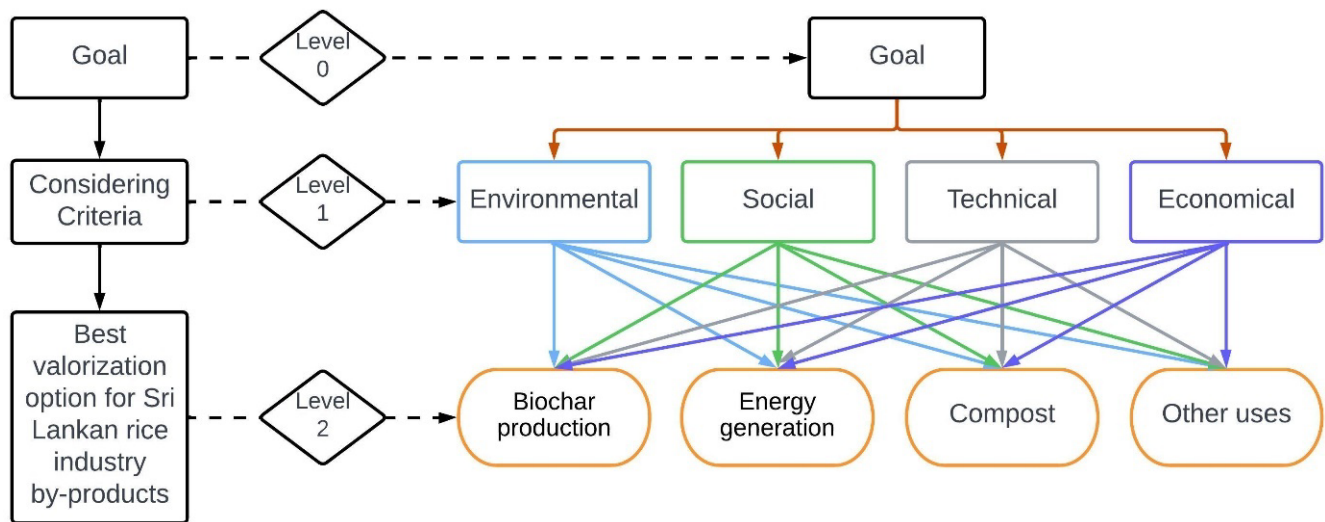 Goal
Level
0
Goal
Considering
Criteria
Level
1
Environmental
Social
Technical
Economical
Best
valorization
option for Sri
Lankan rice
industry
by-products
Level
2
Biochar
production
Energy
generation
Compost
Other uses